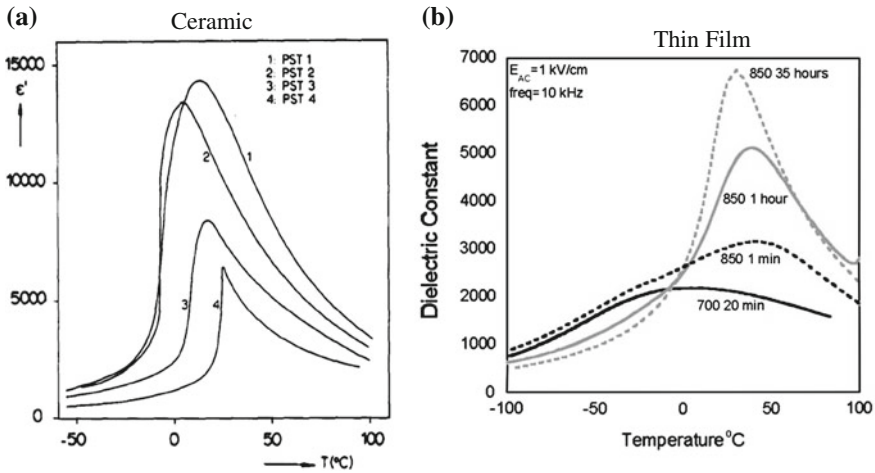 (a)
Ceramic
15000
ε'
10000
5000
0
-50
0
50
100
T(°C)
1: PST 1
2: PST 2
3: PST 3
4: PST 4
1
2
3
4
(b)
Thin Film
Dielectric Constant
7000
6000
5000
4000
3000
2000
1000
0
E_AC=1 kV/cm
freq=10 kHz
850 35 hours
850 1 hour
850 1 min
700 20 min
-100
-50
0
50
100
Temperature °C